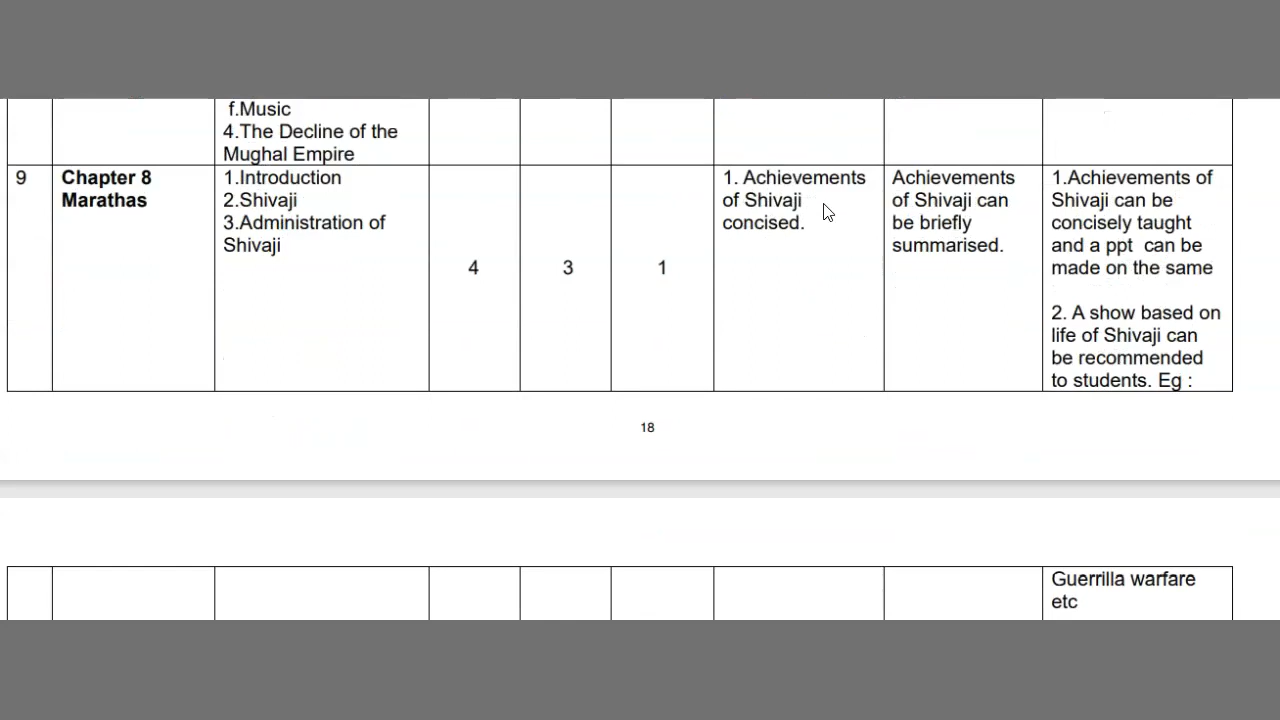 f.Music
4.The Decline of the
Mughal Empire
9
Chapter 8
Marathas
1.Introduction
2.Shivaji
3.Administration of
Shivaji
4
3
1
1. Achievements
of Shivaji
concised.
Achievements
of Shivaji can
be briefly
summarised.
1.Achievements of
Shivaji can be
concisely taught
and a ppt can be
made on the same
2. A show based on
life of Shivaji can
be recommended
to students. Eg :
18
Guerrilla warfare
etc